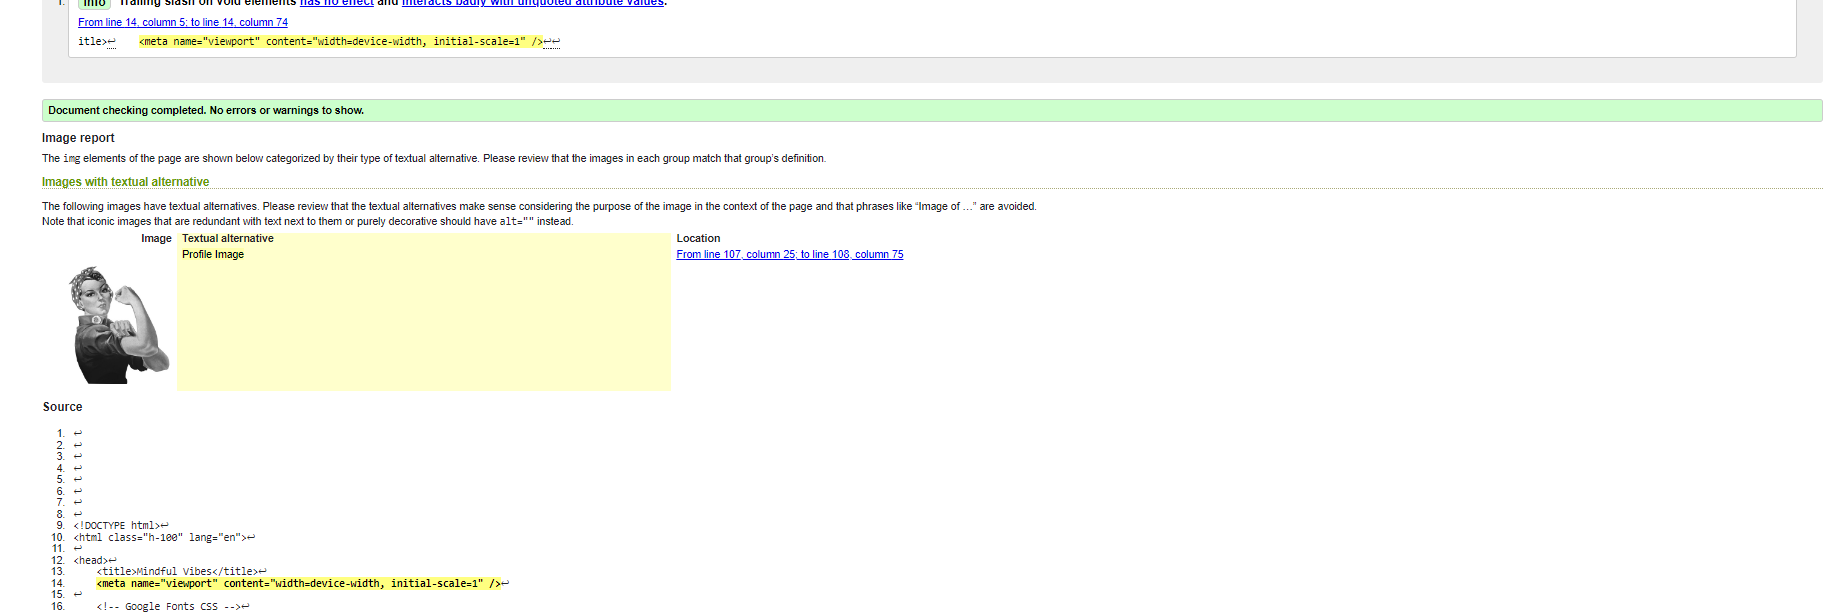 1. Info Trailing slash on void elements has no effect and interacts badly with unquoted attribute values.
From line 14, column 5; to line 14, column 74
itle>↩    <meta name="viewport" content="width=device-width, initial-scale=1" />↩↩
Document checking completed. No errors or warnings to show.
Image report
The img elements of the page are shown below categorized by their type of textual alternative. Please review that the images in each group match that group's definition.
Images with textual alternative
The following images have textual alternatives. Please review that the textual alternatives make sense considering the purpose of the image in the context of the page and that phrases like “Image of …” are avoided.
Note that iconic images that are redundant with text next to them or purely decorative should have alt="" instead.
Image Textual alternative Location
Profile Image From line 107, column 25; to line 108, column 75
Source
1. ↩
2. ↩
3. ↩
4. ↩
5. ↩
6. ↩
7. ↩
8. ↩
9. <!DOCTYPE html>↩
10. <html class="h-100" lang="en">↩
11. ↩
12. <head>↩
13.     <title>Mindful Vibes</title>↩
14.     <meta name="viewport" content="width=device-width, initial-scale=1" />↩
15. ↩
16.     <!-- Google Fonts CSS -->↩